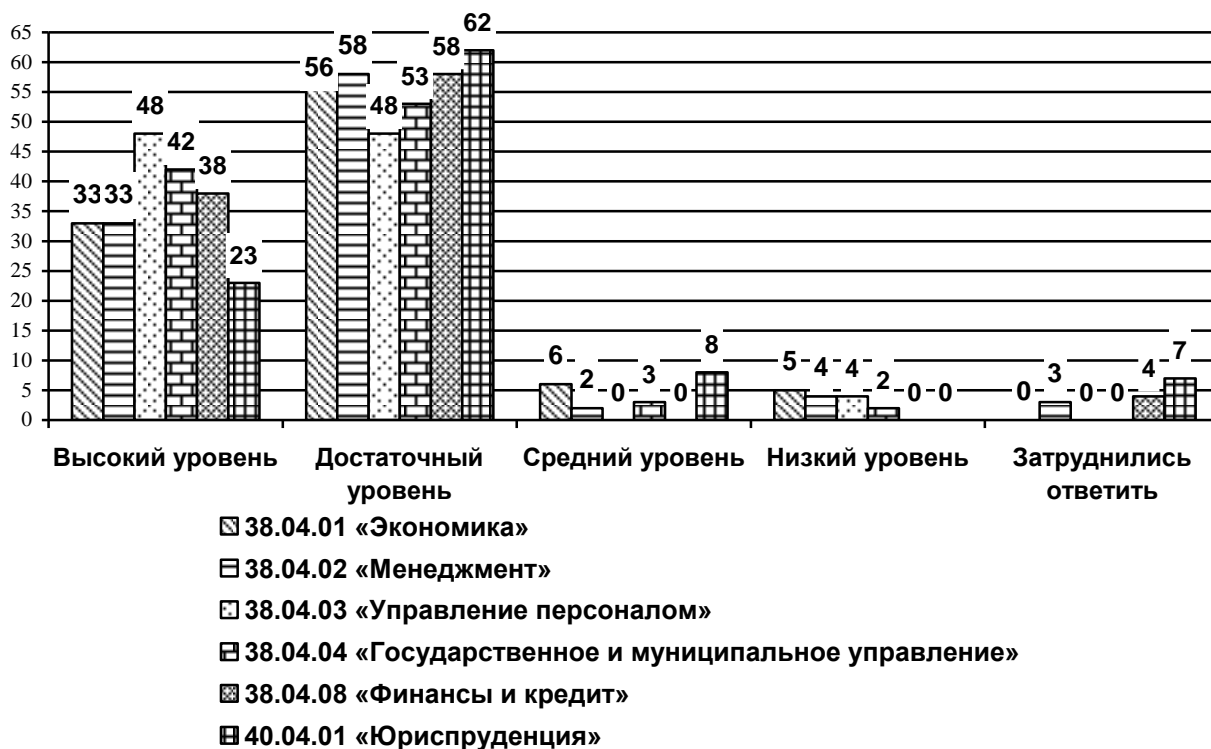 65
60
55
50
45
40
35
30
25
20
15
10
5
0
33 33 48 42 38 23
56 58 48 53 58 62
6 2 0 3 0 8
5 4 4 2 0 0
0 3 0 0 4 7
Высокий уровень
Достаточный
уровень
Средний уровень
Низкий уровень
Затруднились
ответить
38.04.01 «Экономика»
38.04.02 «Менеджмент»
38.04.03 «Управление персоналом»
38.04.04 «Государственное и муниципальное управление»
38.04.08 «Финансы и кредит»
40.04.01 «Юриспруденция»